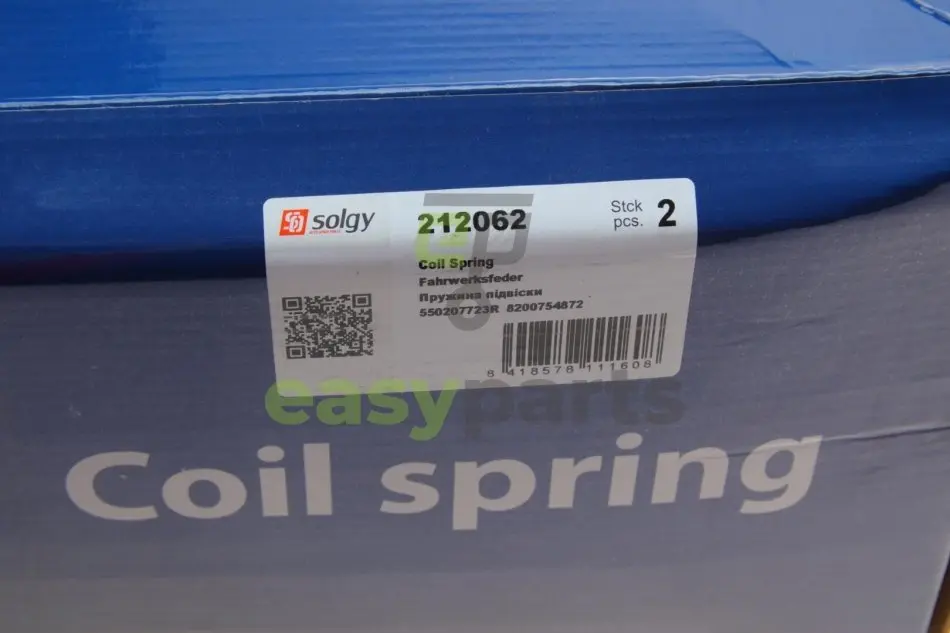 solgy
212062
Stck
pcs. 2
Coil Spring
Fahrwerksfeder
Пружина підвіски
550207723R 8200754872
8 418578 111608
easyparts
Coil spring